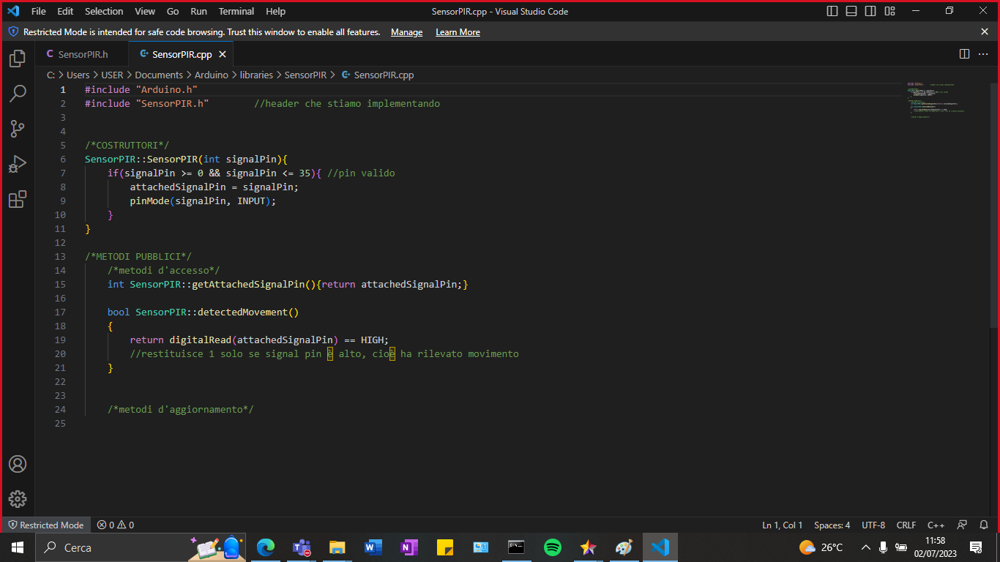 File Edit Selection View Go Run Terminal Help SensorPIR.cpp - Visual Studio Code
Restricted Mode is intended for safe code browsing. Trust this window to enable all features. Manage Learn More
SensorPIR.h SensorPIR.cpp
C: > Users > USER > Documents > Arduino > libraries > SensorPIR > SensorPIR.cpp
1 #include "Arduino.h"
2 #include "SensorPIR.h" //header che stiamo implementando
3
4
5 /*COSTRUTTORI*/
6 SensorPIR::SensorPIR(int signalPin){
7 if(signalPin >= 0 && signalPin <= 35){ //pin valido
8 attachedSignalPin = signalPin;
9 pinMode(signalPin, INPUT);
10 }
11 }
12
13 /*METODI PUBBLICI*/
14 /*metodi d'accesso*/
15 int SensorPIR::getAttachedSignalPin(){return attachedSignalPin;}
16
17 bool SensorPIR::detectedMovement()
18 {
19 return digitalRead(attachedSignalPin) == HIGH;
20 //restituisce 1 solo se signal pin è alto, cioè ha rilevato movimento
21 }
22
23
24 /*metodi d'aggiornamento*/
25
Restricted Mode 0 0 Ln 1, Col 1 Spaces: 4 UTF-8 CRLF C++
Cerca 26°C 11:58
02/07/2023